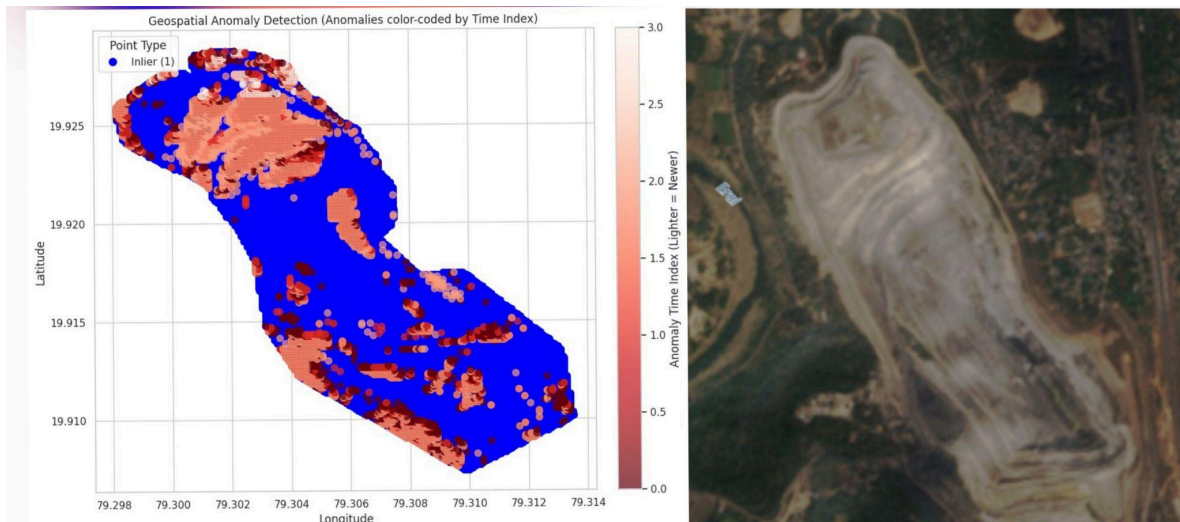 Geospatial Anomaly Detection (Anomalies color-coded by Time Index)
Point Type
Inlier (1)
19.925
19.920
19.915
19.910
Latitude
79.298 79.300 79.302 79.304 79.306 79.308 79.310 79.312 79.314
Longitude
3.0
2.5
2.0
1.5
1.0
0.5
0.0
Anomaly Time Index (Lighter = Newer)
Erai